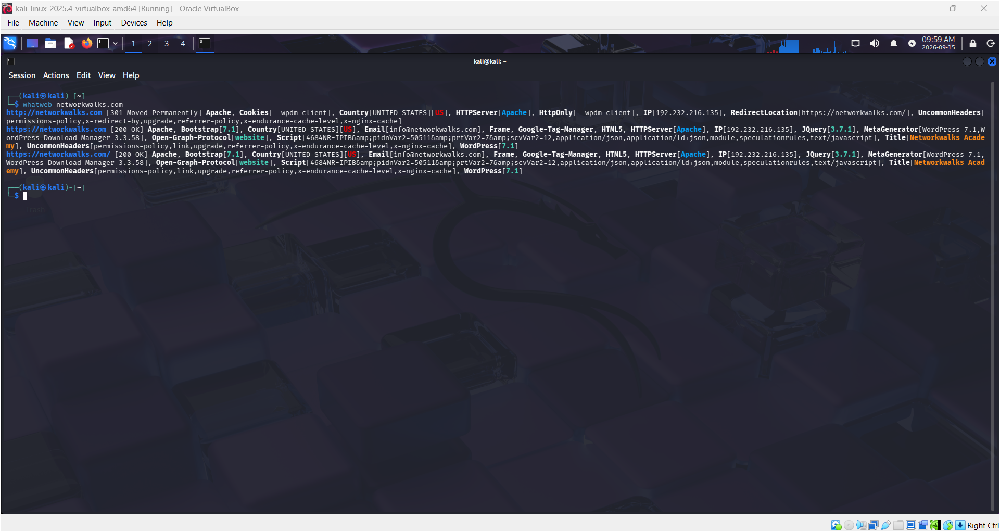 kali-linux-2025.4-virtualbox-amd64 [Running] - Oracle VirtualBox
File Machine View Input Devices Help
1 2 3 4
09:59 AM
2026-09-15
kali@kali: ~
Session Actions Edit View Help
┌──(kali㉿kali)-[~]
└─$ whatweb networkwalks.com
http://networkwalks.com [301 Moved Permanently] Apache, Cookies[__wpdm_client], Country[UNITED STATES][US], HTTPServer[Apache], HttpOnly[__wpdm_client], IP[192.232.216.135], RedirectLocation[https://networkwalks.com/], UncommonHeaders[
permissions-policy,x-redirect-by,upgrade,referrer-policy,x-endurance-cache-level,x-nginx-cache]
https://networkwalks.com [200 OK] Apache, Bootstrap[7.1], Country[UNITED STATES][US], Email[info@networkwalks.com], Frame, Google-Tag-Manager, HTML5, HTTPServer[Apache], IP[192.232.216.135], JQuery[3.7.1], MetaGenerator[WordPress 7.1,W
ordPress Download Manager 3.3.58], Open-Graph-Protocol[website], Script[4684NR-IPIB&amp;pidnVar2=50511&amp;prtVar2=7&amp;scvVar2=12,application/json,application/ld+json,module,speculationrules,text/javascript], Title[Networkwalks Acade
my], UncommonHeaders[permissions-policy,link,upgrade,referrer-policy,x-endurance-cache-level,x-nginx-cache], WordPress[7.1]
https://networkwalks.com/ [200 OK] Apache, Bootstrap[7.1], Country[UNITED STATES][US], Email[info@networkwalks.com], Frame, Google-Tag-Manager, HTML5, HTTPServer[Apache], IP[192.232.216.135], JQuery[3.7.1], MetaGenerator[WordPress 7.1,
WordPress Download Manager 3.3.58], Open-Graph-Protocol[website], Script[4684NR-IPIB&amp;pidnVar2=50511&amp;prtVar2=7&amp;scvVar2=12,application/json,application/ld+json,module,speculationrules,text/javascript], Title[Networkwalks Acad
emy], UncommonHeaders[permissions-policy,link,upgrade,referrer-policy,x-endurance-cache-level,x-nginx-cache], WordPress[7.1]
┌──(kali㉿kali)-[~]
└─$
Trash
Right Ctrl